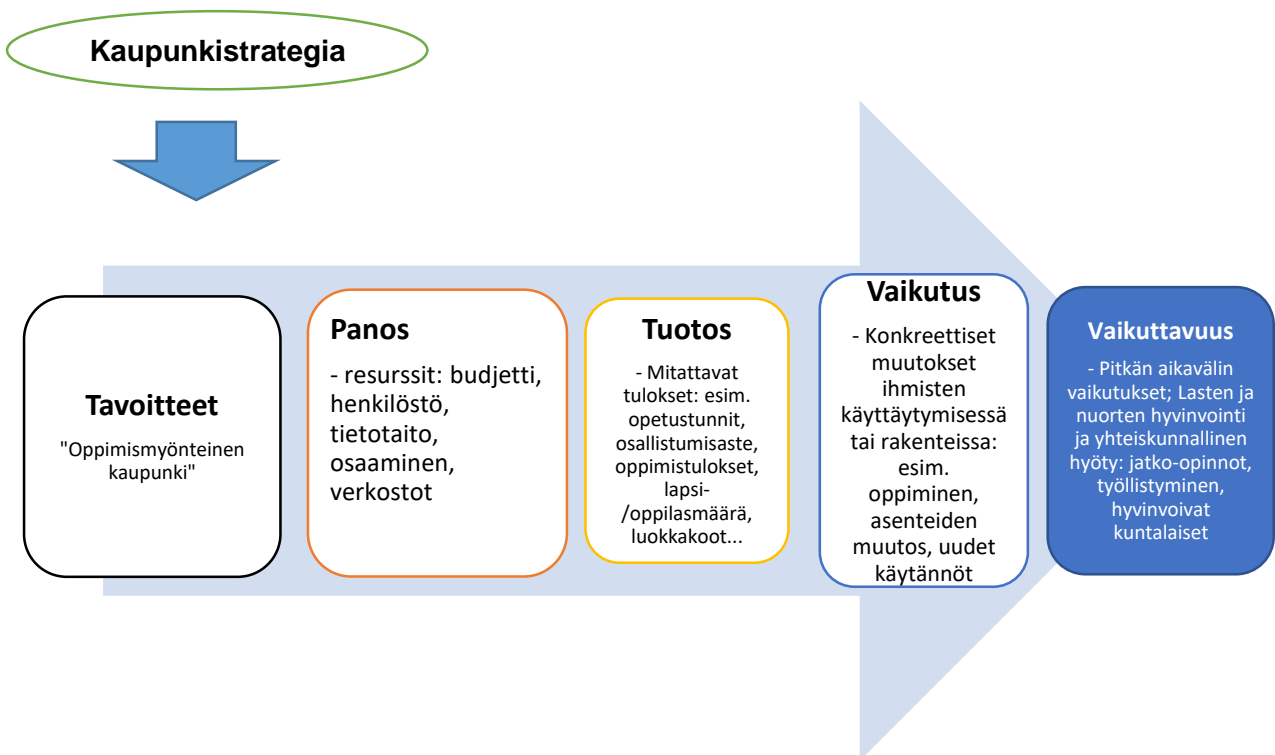 Kaupunkistrategia
Tavoitteet
"Oppimismyönteinen
kaupunki"
Panos
- resurssit: budjetti,
henkilöstö,
tietotaito,
osaaminen,
verkostot
Tuotos
- Mitattavat
tulokset: esim.
opetustunnit,
osallistumisaste,
oppimistulokset,
lapsi-
/oppilasmäärä,
luokkakoot...
Vaikutus
- Konkreettiset
muutokset
ihmisten
käyttäytymisessä
tai rakenteissa:
esim.
oppiminen,
asenteiden
muutos, uudet
käytännöt
Vaikuttavuus
- Pitkän aikavälin
vaikutukset; Lasten ja
nuorten hyvinvointi
ja yhteiskunnallinen
hyöty: jatko-opinnot,
työllistyminen,
hyvinvoivat
kuntalaiset